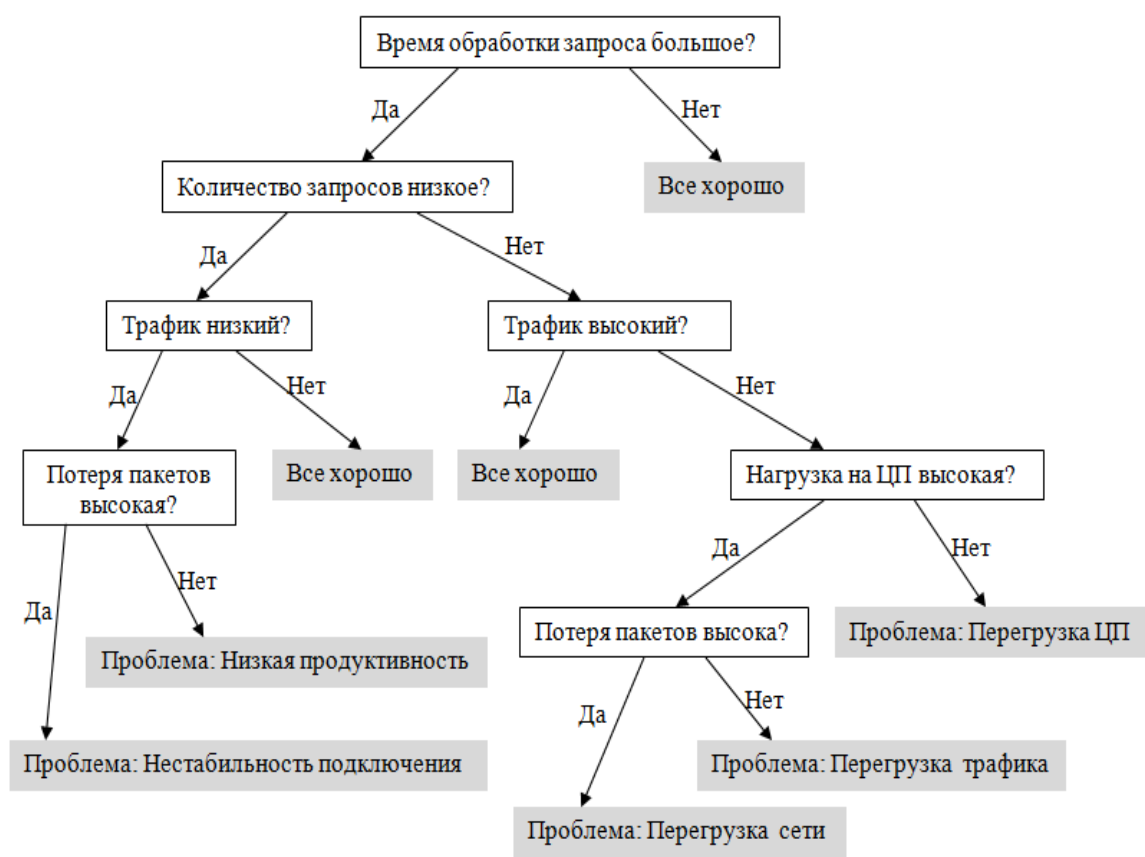 Время обработки запроса большое?
Да
Нет
Количество запросов низкое?
Все хорошо
Да
Нет
Трафик низкий?
Трафик высокий?
Да
Нет
Да
Нет
Потеря пакетов
высокая?
Все хорошо
Все хорошо
Нагрузка на ЦП высокая?
Да
Нет
Да
Нет
Потеря пакетов высока?
Проблема: Перегрузка ЦП
Проблема: Низкая продуктивность
Да
Нет
Проблема: Нестабильность подключения
Проблема: Перегрузка трафика
Проблема: Перегрузка сети